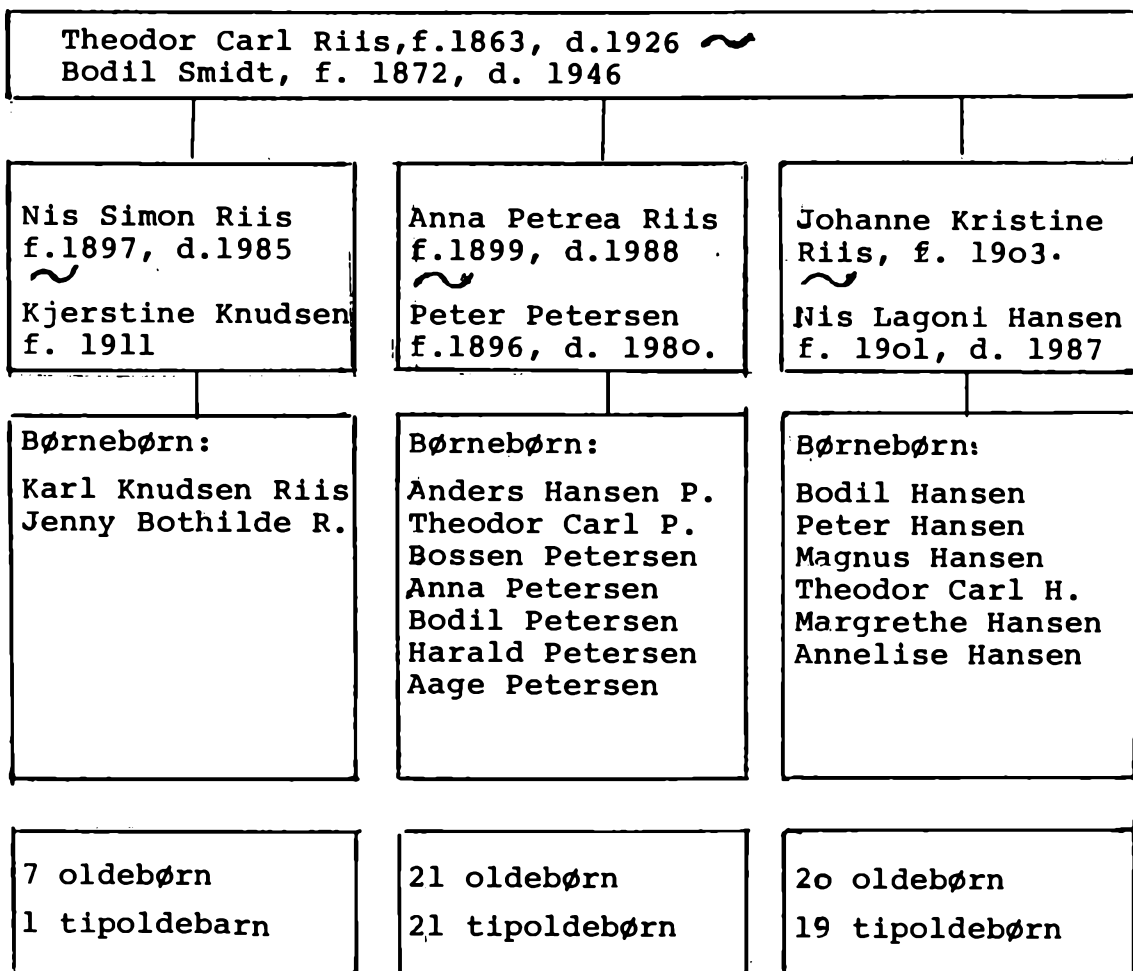 Theodor Carl Riis,f.1863, d.1926
Bodil Smidt, f. 1872, d. 1946
Nis Simon Riis
f.1897, d.1985
Kjerstine Knudsen
f. 1911
Anna Petrea Riis
f.1899, d.1988
Peter Petersen
f.1896, d. 198o.
Johanne Kristine
Riis, f. 19o3.
Nis Lagoni Hansen
f. 19ol, d. 1987
Børnebørn:
Karl Knudsen Riis
Jenny Bothilde R.
Børnebørn:
Anders Hansen P.
Theodor Carl P.
Bossen Petersen
Anna Petersen
Bodil Petersen
Harald Petersen
Aage Petersen
Børnebørn:
Bodil Hansen
Peter Hansen
Magnus Hansen
Theodor Carl H.
Margrethe Hansen
Annelise Hansen
7 oldebørn
1 tipoldebarn
21 oldebørn
21 tipoldebørn
2o oldebørn
19 tipoldebørn